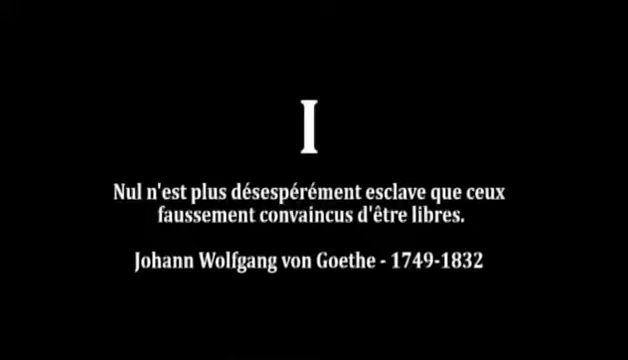 I
Nul n'est plus désespérément esclave que ceux
faussement convaincus d'être libres.
Johann Wolfgang von Goethe - 1749-1832